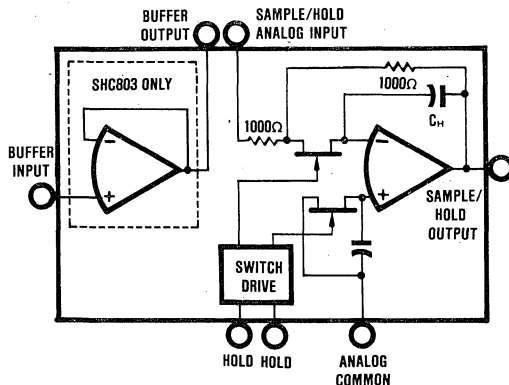 BUFFER
OUTPUT
SAMPLE/HOLD
ANALOG INPUT
SHC803 ONLY
1000Ω
CH
1000Ω
BUFFER
INPUT
−
+
−
+
SAMPLE/
HOLD
OUTPUT
SWITCH
DRIVE
HOLD
HOLD
ANALOG
COMMON